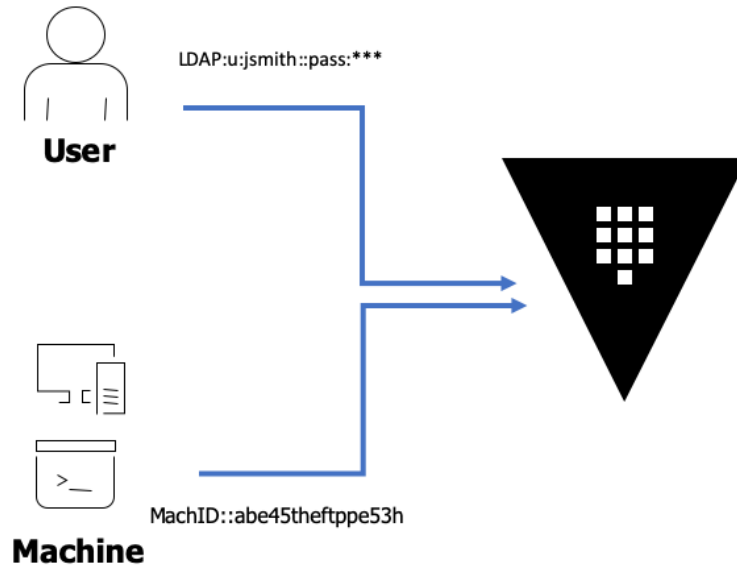 LDAP:u:jsmith::pass:***
User
>_
MachID::abe45theftppe53h
Machine